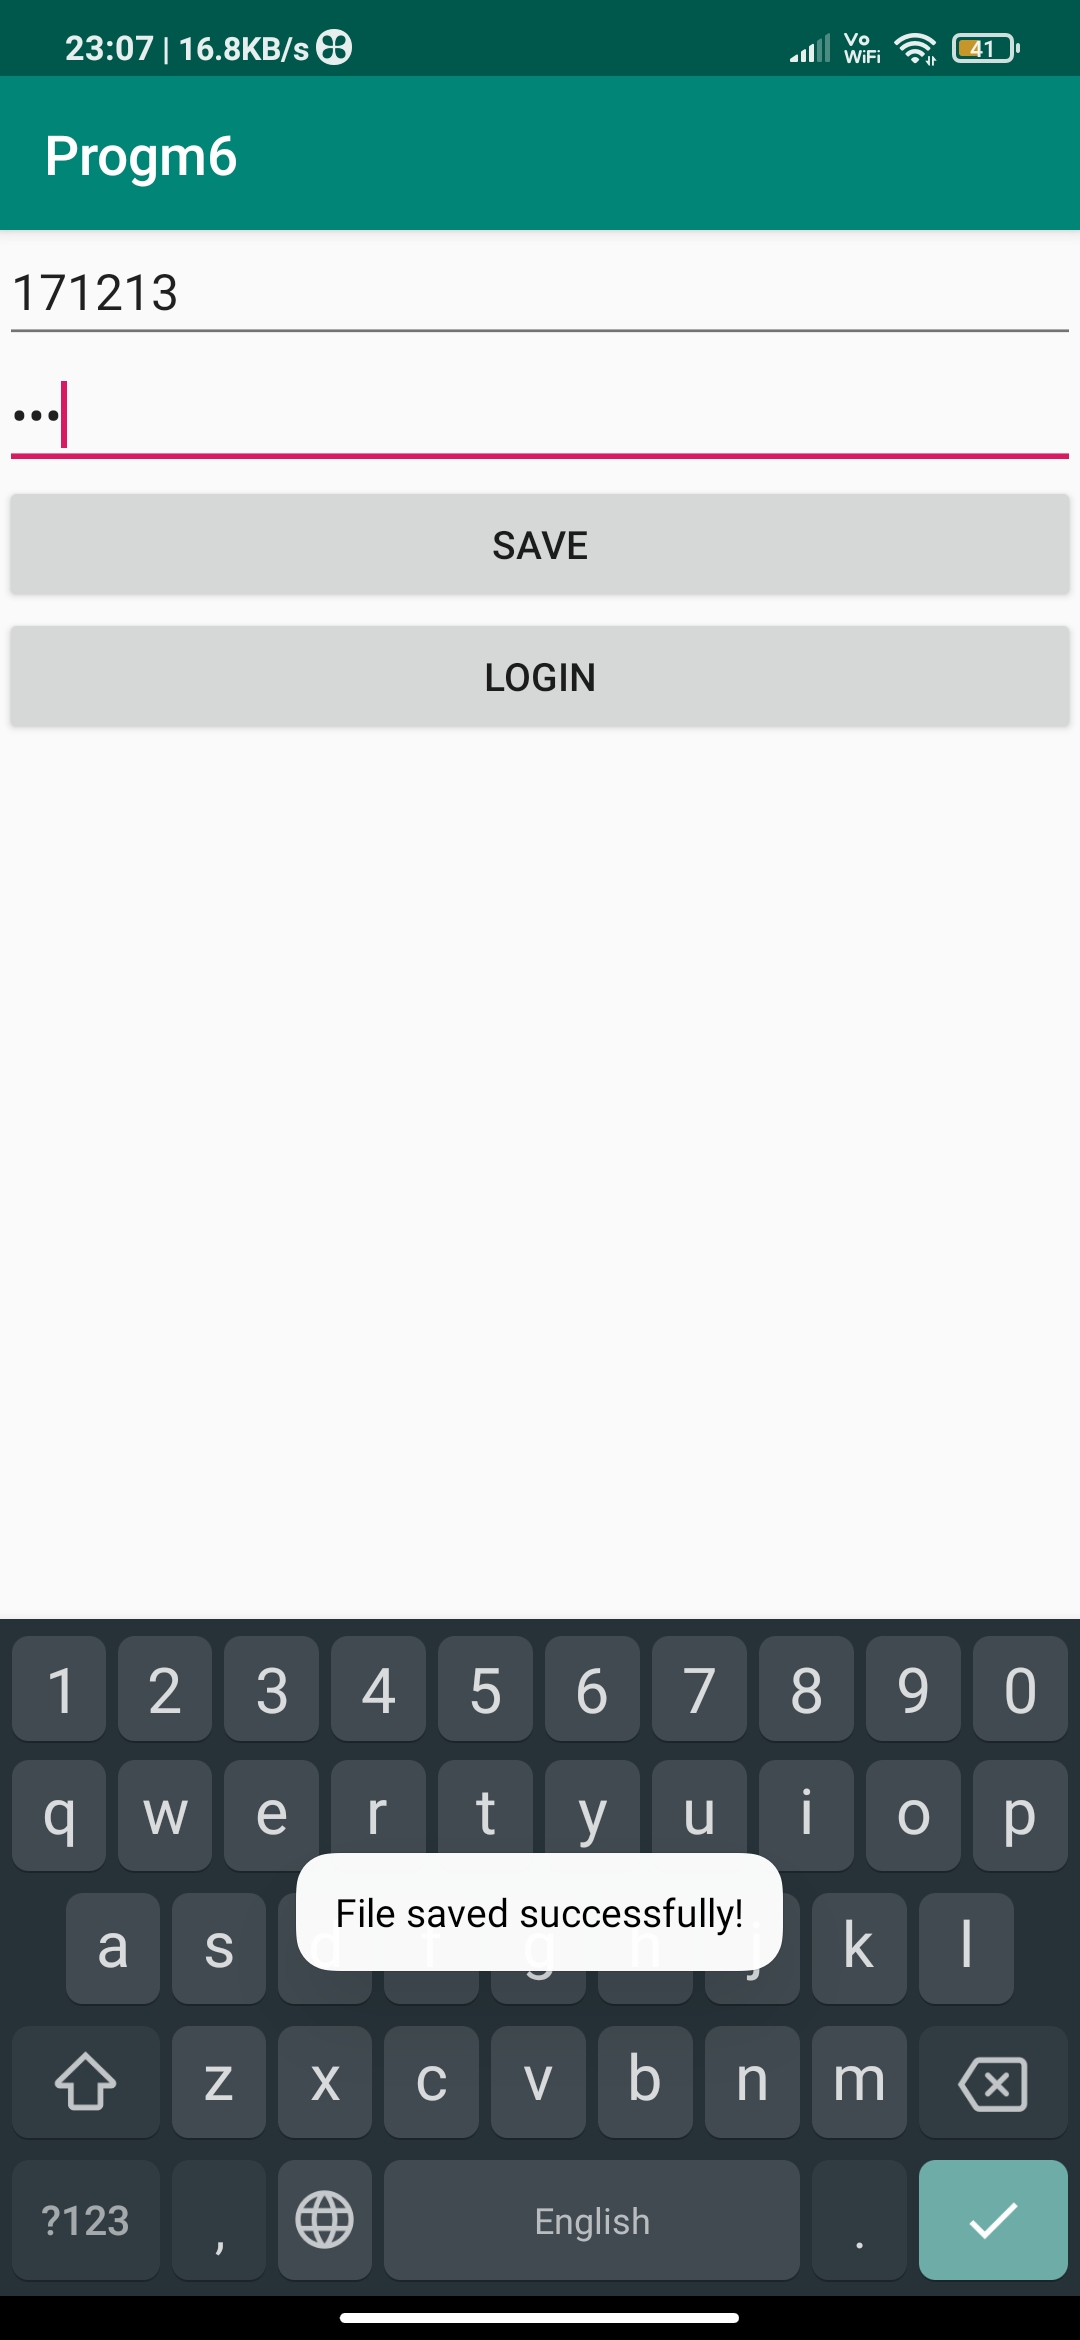 23:07 | 16.8KB/s
Vo
WiFi
41
Progm6
171213
•••
SAVE
LOGIN
1 2 3 4 5 6 7 8 9 0
q w e r t y u i o p
File saved successfully!
a s d f g h j k l
z x c v b n m
?123 , English .